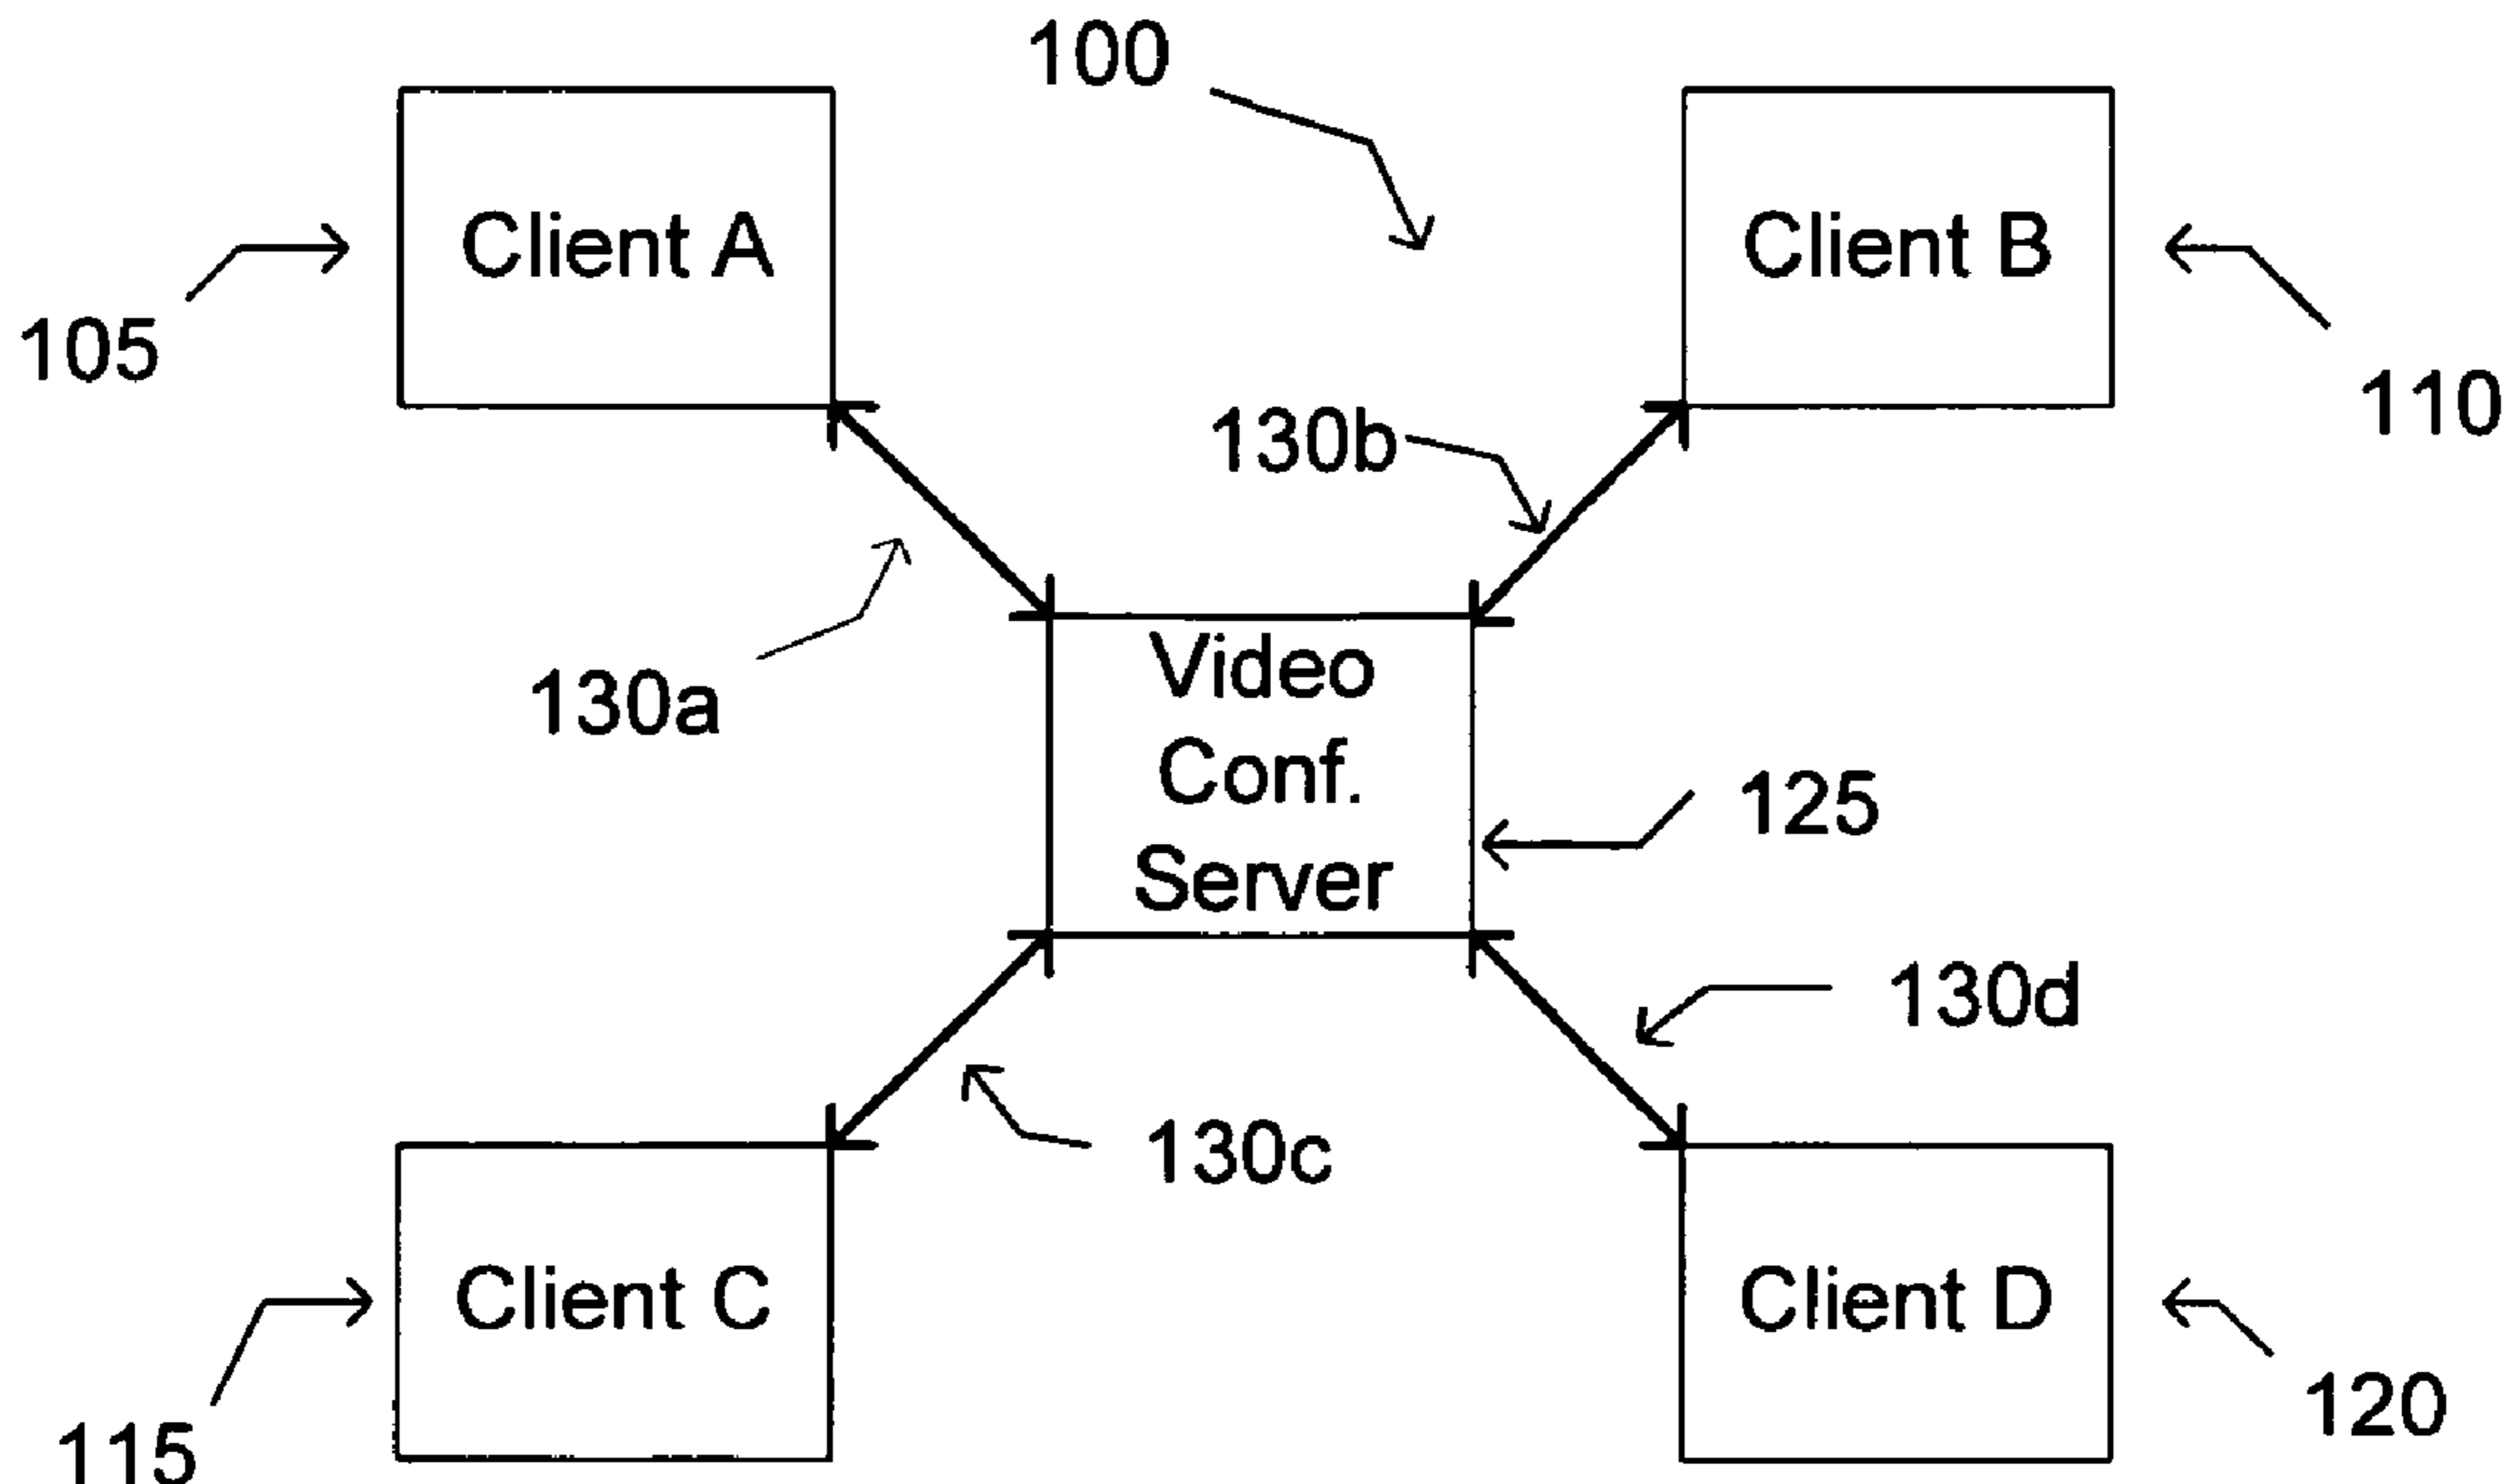 100
Client A
Client B
105
110
130b
130a
Video
Conf.
Server
125
130d
130c
Client C
Client D
115
120